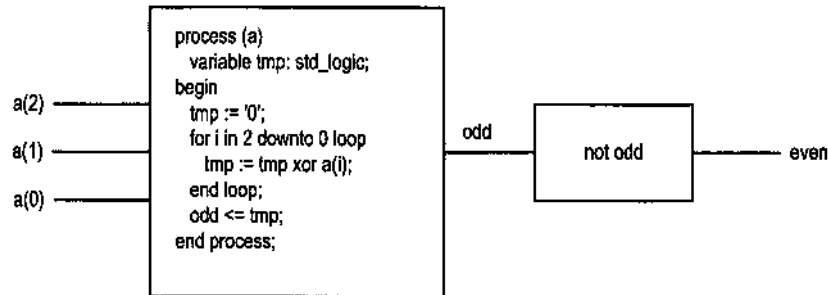 process (a)
variable tmp: std_logic;
begin
tmp := '0';
for i in 2 downto 0 loop
tmp := tmp xor a(i);
end loop;
odd <= tmp;
end process;
a(2)
a(1)
a(0)
odd
not odd
even